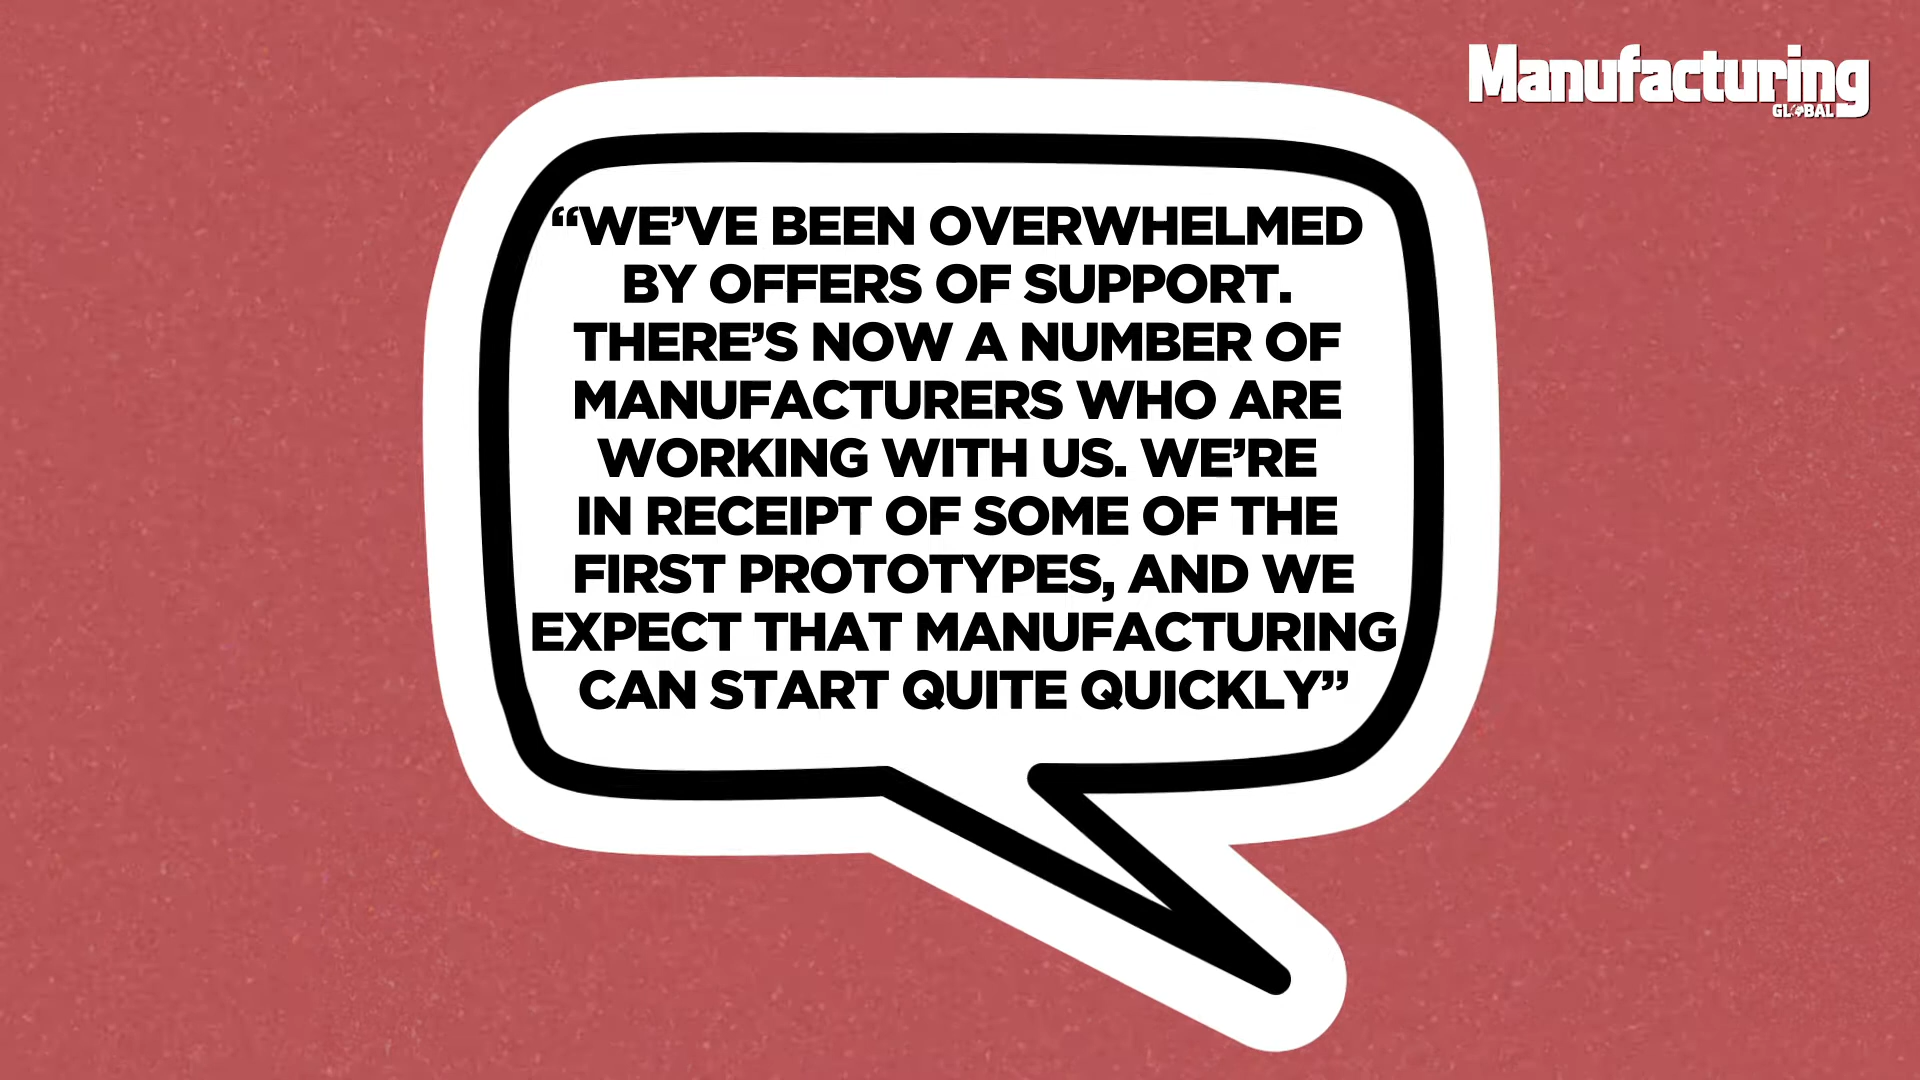 Manufacturing
GLOBAL
“WE’VE BEEN OVERWHELMED
BY OFFERS OF SUPPORT.
THERE’S NOW A NUMBER OF
MANUFACTURERS WHO ARE
WORKING WITH US. WE’RE
IN RECEIPT OF SOME OF THE
FIRST PROTOTYPES, AND WE
EXPECT THAT MANUFACTURING
CAN START QUITE QUICKLY”